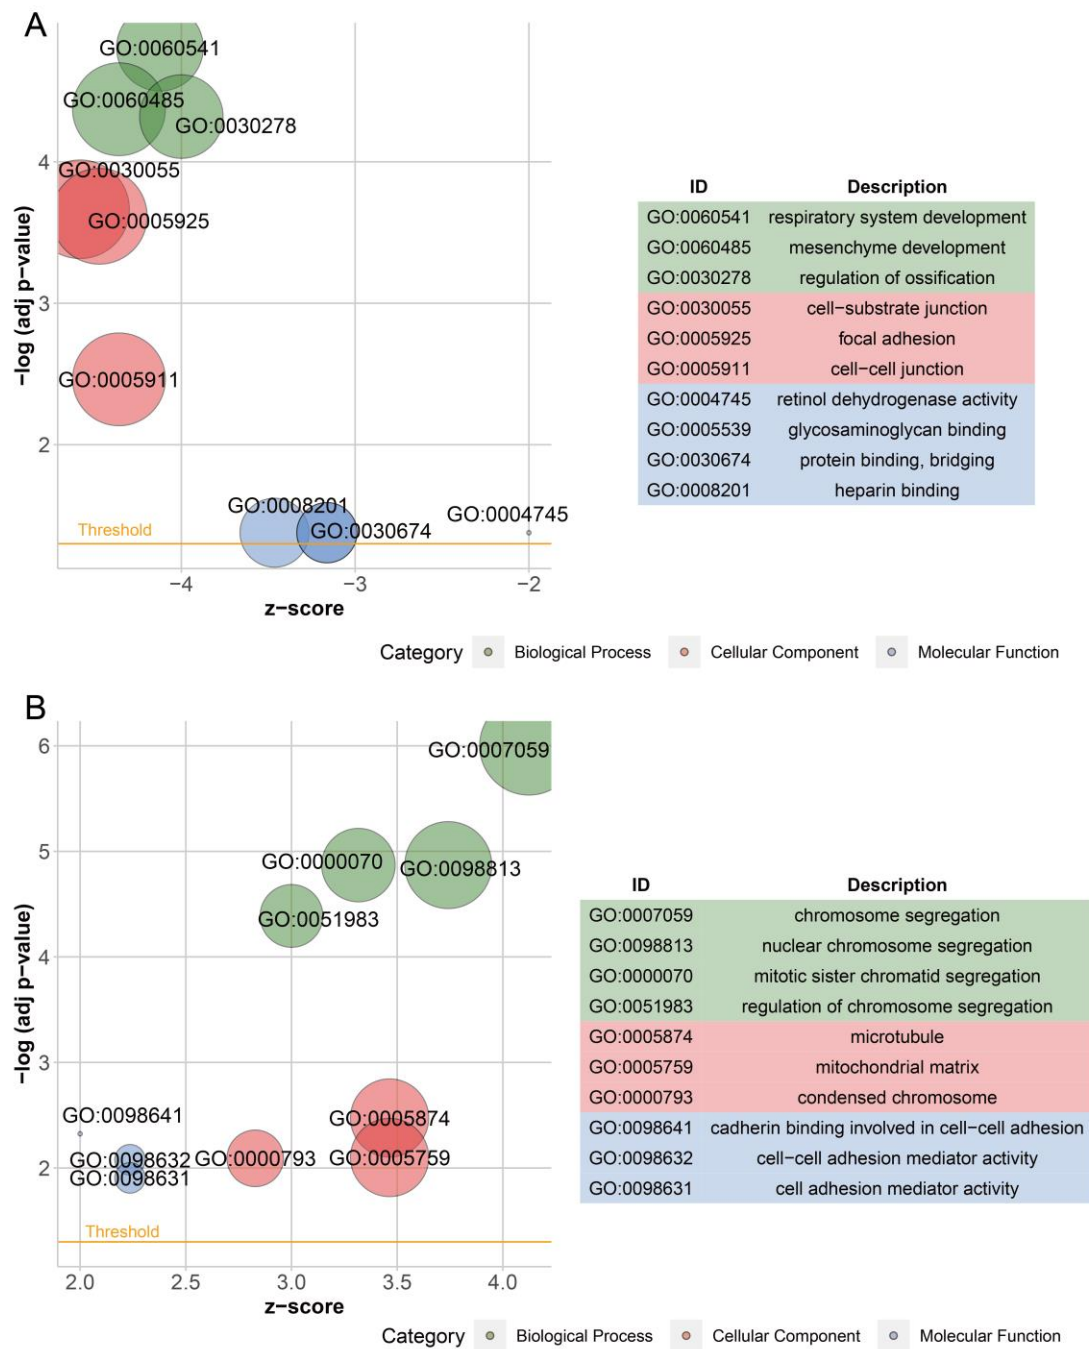 A
GO:0060541
GO:0060485
GO:0030278
4
GO:0030055
GO:0005925
3
GO:0005911
2
GO:0008201
GO:0030674
GO:0004745
Threshold
−4
−3
−2
−log (adj p−value)
z−score
ID Description
GO:0060541 respiratory system development
GO:0060485 mesenchyme development
GO:0030278 regulation of ossification
GO:0030055 cell−substrate junction
GO:0005925 focal adhesion
GO:0005911 cell−cell junction
GO:0004745 retinol dehydrogenase activity
GO:0005539 glycosaminoglycan binding
GO:0030674 protein binding, bridging
GO:0008201 heparin binding
Category Biological Process Cellular Component Molecular Function
B
6
GO:0007059
5
GO:0000070
GO:0098813
GO:0051983
4
3
GO:0098641
GO:0005874
GO:0098632
GO:0000793
GO:0005759
2
GO:0098631
Threshold
2.0
2.5
3.0
3.5
4.0
−log (adj p−value)
z−score
ID Description
GO:0007059 chromosome segregation
GO:0098813 nuclear chromosome segregation
GO:0000070 mitotic sister chromatid segregation
GO:0051983 regulation of chromosome segregation
GO:0005874 microtubule
GO:0005759 mitochondrial matrix
GO:0000793 condensed chromosome
GO:0098641 cadherin binding involved in cell−cell adhesion
GO:0098632 cell−cell adhesion mediator activity
GO:0098631 cell adhesion mediator activity
Category Biological Process Cellular Component Molecular Function